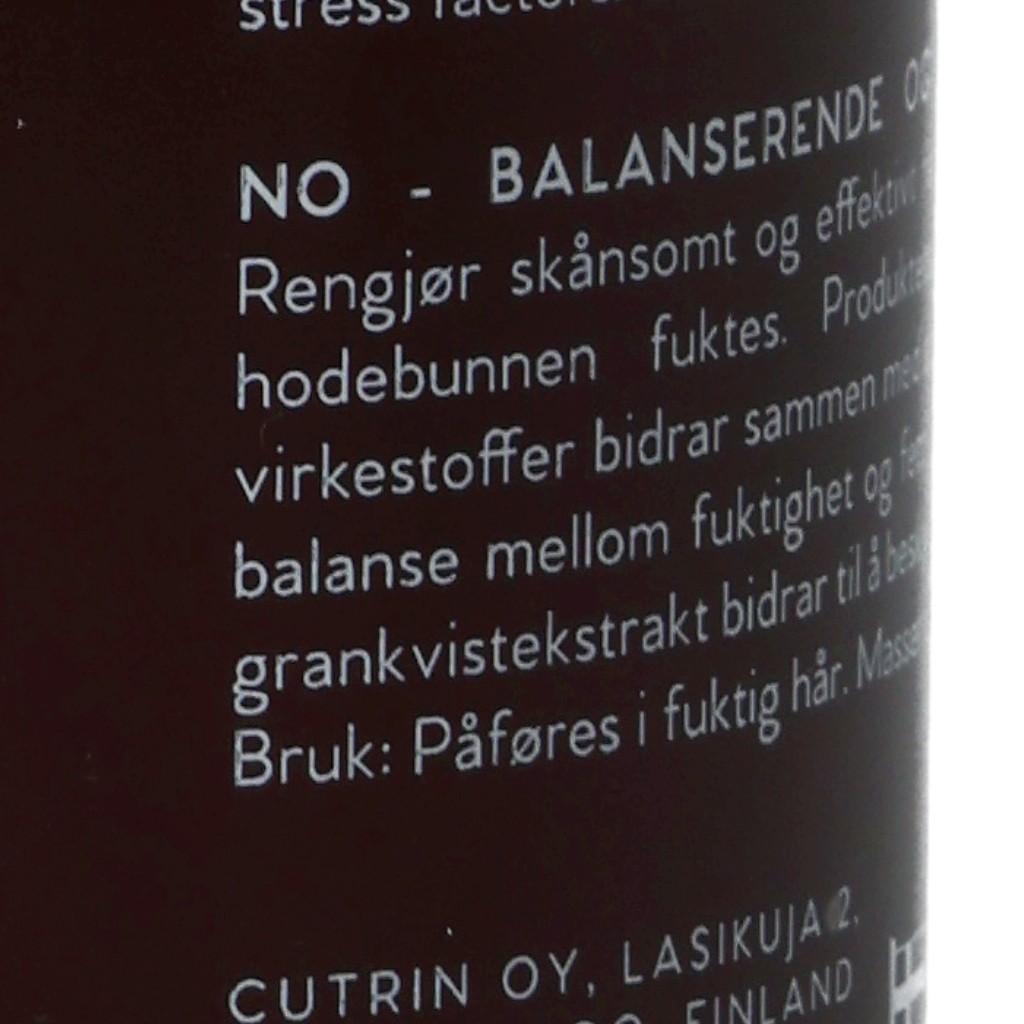 stress
NO - BALANSERENDE
Rengjør skånsomt og effektivt
hodebunnen fuktes.
virkestoffer bidrar sammen
balanse mellom fuktighet og
grankvistekstrakt bidrar til å
Bruk: Påføres i fuktig hår.
CUTRIN OY, LASIKUJA 2,
FINLAND